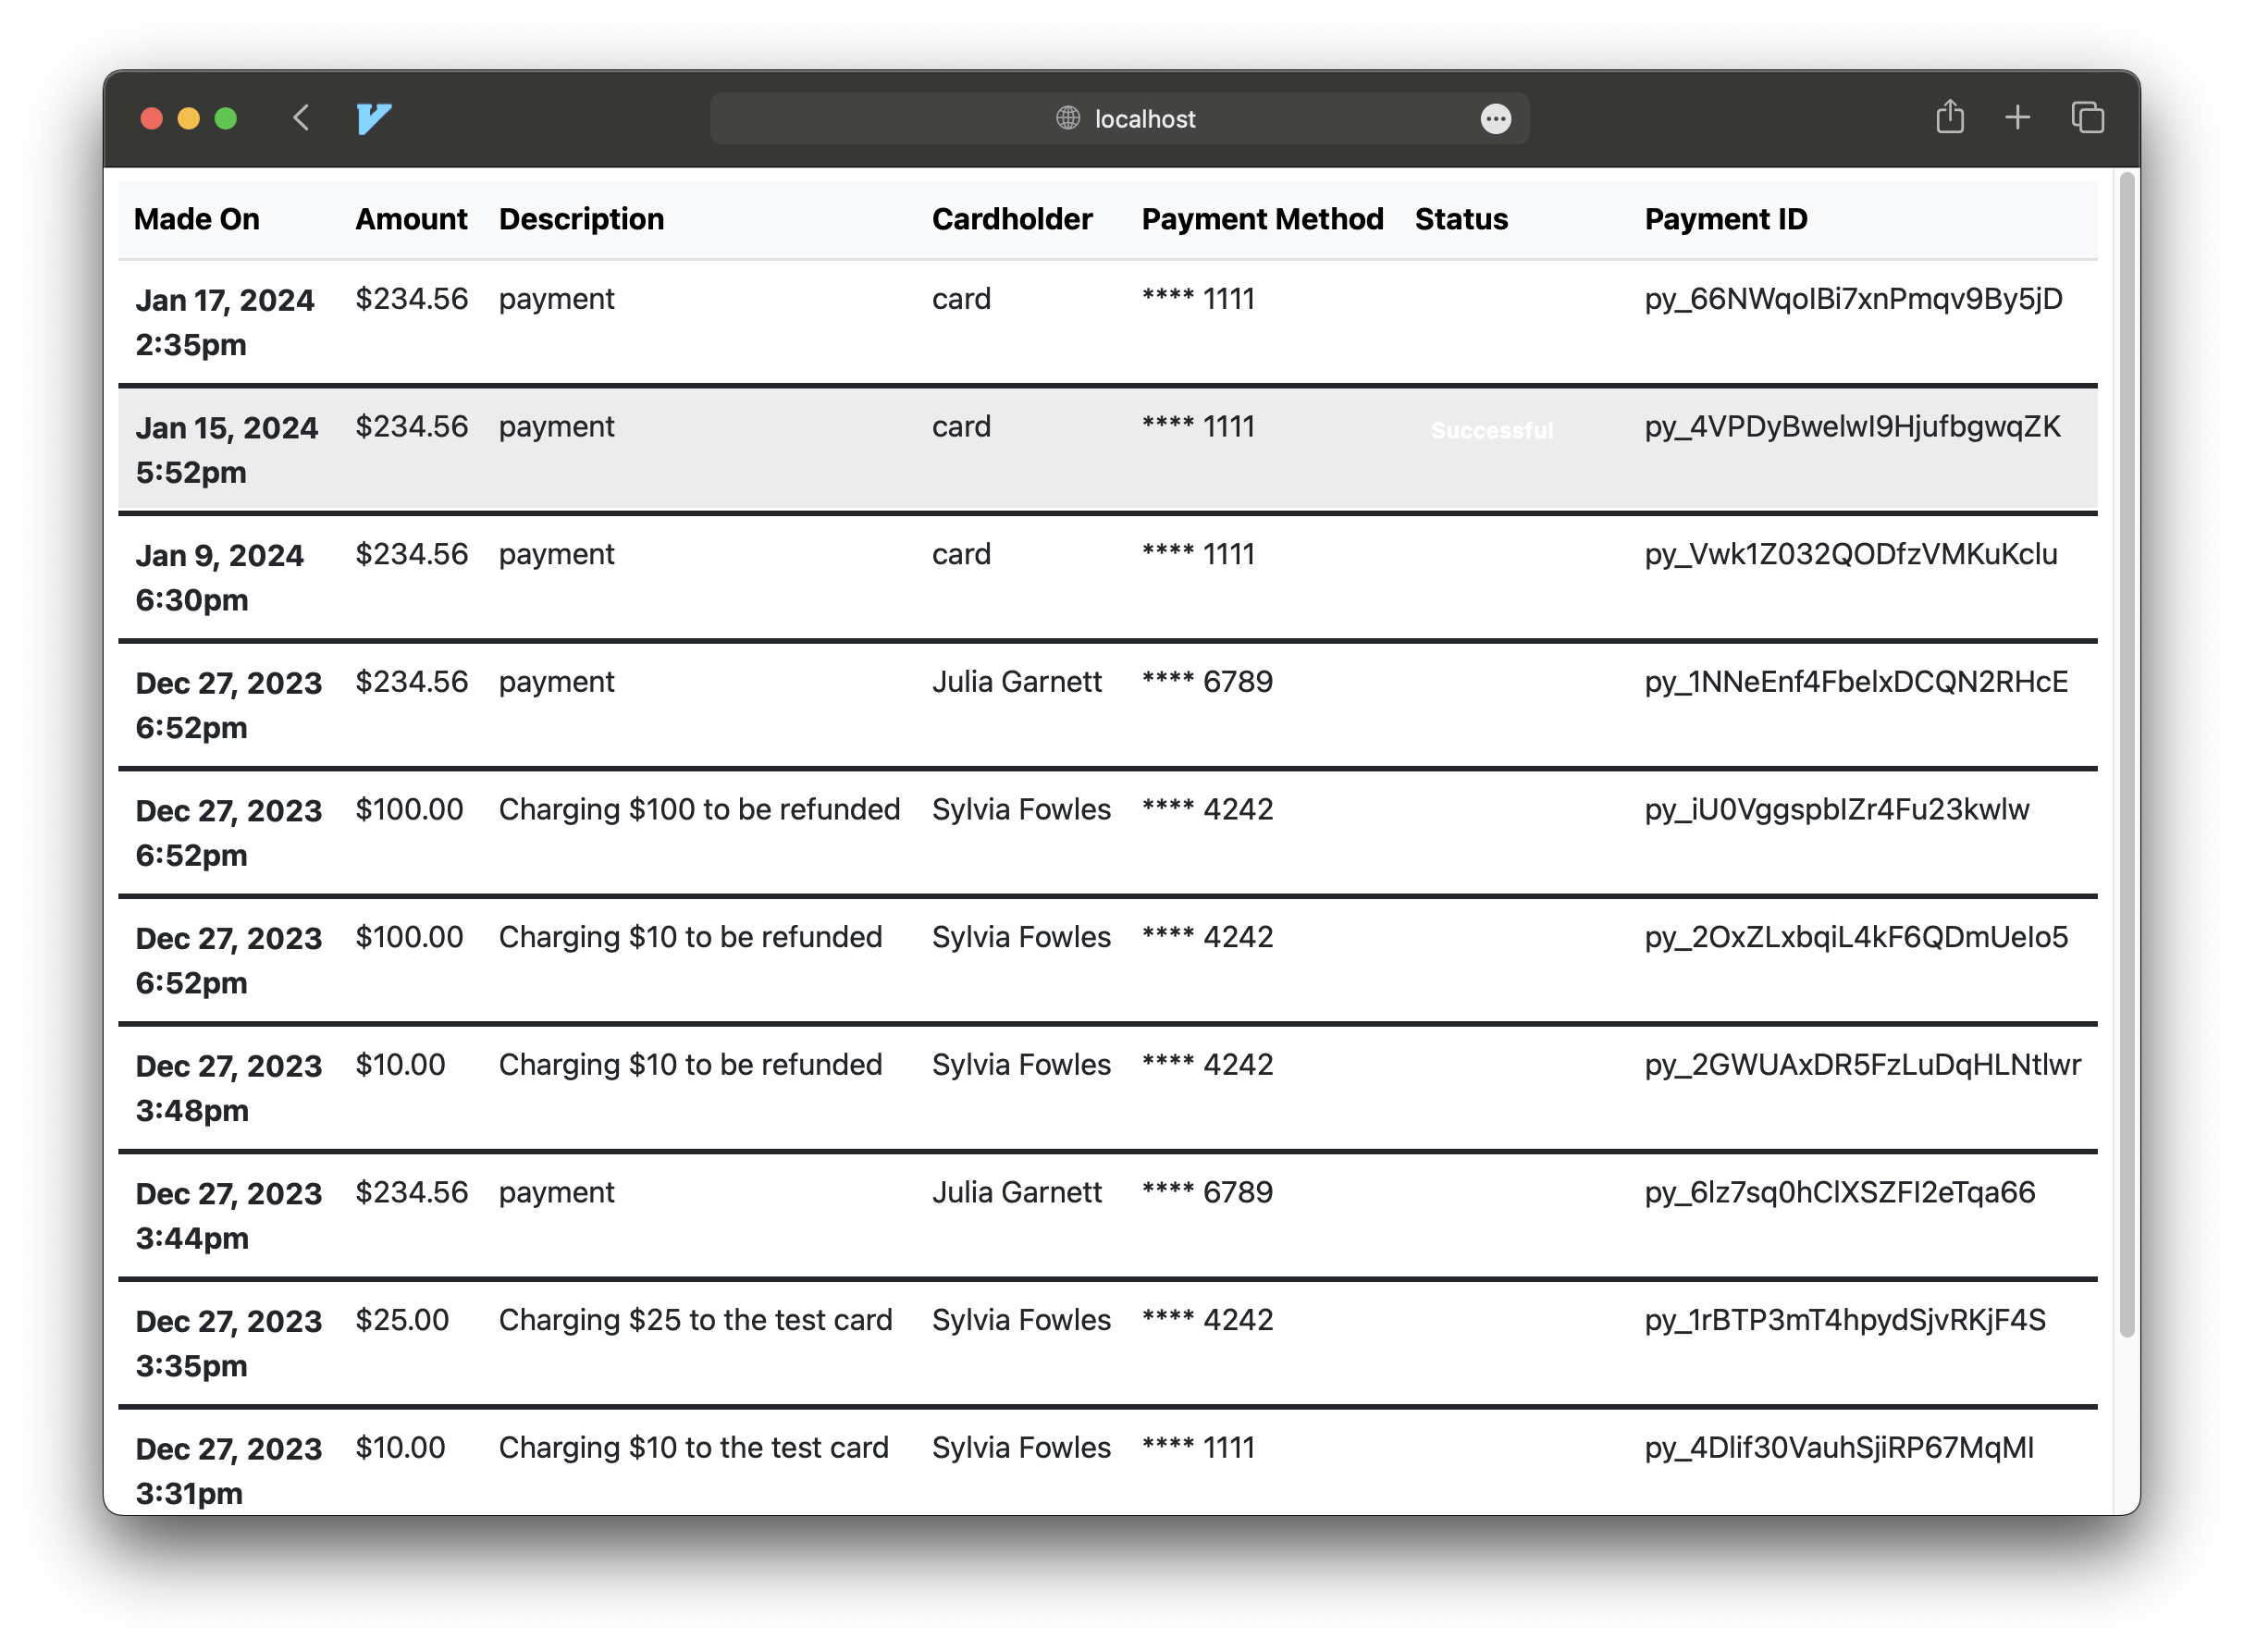 localhost
Made On Amount Description Cardholder Payment Method Status Payment ID
Jan 17, 2024 $234.56 payment card **** 1111 py_66NWqoIBi7xnPmqv9By5jD
2:35pm
Jan 15, 2024 $234.56 payment card **** 1111 Successful py_4VPDyBwelwI9HjufbgwqZK
5:52pm
Jan 9, 2024 $234.56 payment card **** 1111 py_Vwk1Z032QODfzVMKuKclu
6:30pm
Dec 27, 2023 $234.56 payment Julia Garnett **** 6789 py_1NNeEnf4FbeIxDCQN2RHcE
6:52pm
Dec 27, 2023 $100.00 Charging $100 to be refunded Sylvia Fowles **** 4242 py_iU0VggspbIZr4Fu23kwlw
6:52pm
Dec 27, 2023 $100.00 Charging $10 to be refunded Sylvia Fowles **** 4242 py_2OxZLxbqiL4kF6QDmUeIo5
6:52pm
Dec 27, 2023 $10.00 Charging $10 to be refunded Sylvia Fowles **** 4242 py_2GWUAxDR5FzLuDqHLNtlwr
3:48pm
Dec 27, 2023 $234.56 payment Julia Garnett **** 6789 py_6lz7sq0hClXSZFI2eTqa66
3:44pm
Dec 27, 2023 $25.00 Charging $25 to the test card Sylvia Fowles **** 4242 py_1rBTP3mT4hpydSjvRKjF4S
3:35pm
Dec 27, 2023 $10.00 Charging $10 to the test card Sylvia Fowles **** 1111 py_4Dlif30VauhSjiRP67MqMI
3:31pm